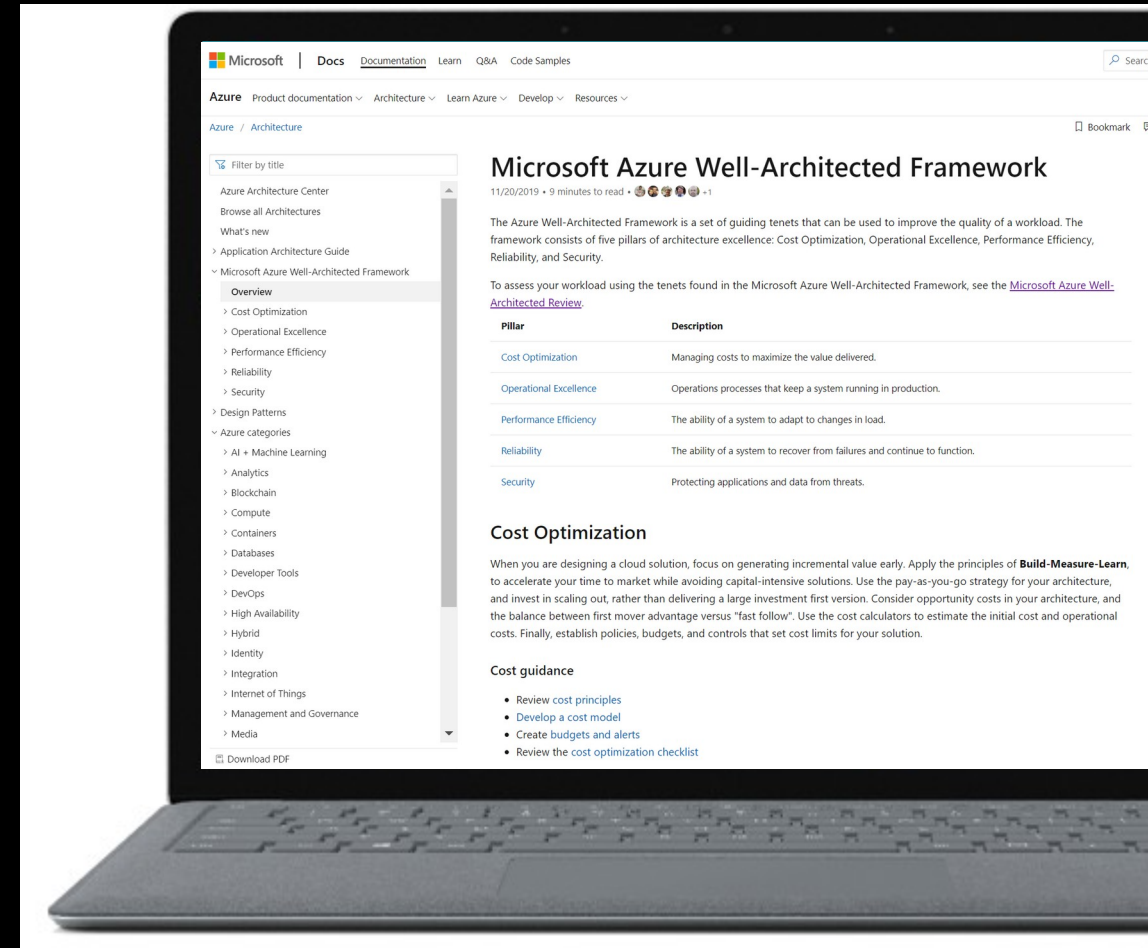 Microsoft | Docs Documentation Learn Q&A Code Samples
Azure Product documentation Architecture Learn Azure Develop Resources
Azure / Architecture
Bookmark
Filter by title
Azure Architecture Center
Browse all Architectures
What's new
Application Architecture Guide
Microsoft Azure Well-Architected Framework
Overview
Cost Optimization
Operational Excellence
Performance Efficiency
Reliability
Security
Design Patterns
Azure categories
AI + Machine Learning
Analytics
Blockchain
Compute
Containers
Databases
Developer Tools
DevOps
High Availability
Hybrid
Identity
Integration
Internet of Things
Management and Governance
Media
Download PDF
Microsoft Azure Well-Architected Framework
11/20/2019 • 9 minutes to read • +1
The Azure Well-Architected Framework is a set of guiding tenets that can be used to improve the quality of a workload. The
framework consists of five pillars of architecture excellence: Cost Optimization, Operational Excellence, Performance Efficiency,
Reliability, and Security.
To assess your workload using the tenets found in the Microsoft Azure Well-Architected Framework, see the Microsoft Azure Well-
Architected Review.
Pillar Description
Cost Optimization Managing costs to maximize the value delivered.
Operational Excellence Operations processes that keep a system running in production.
Performance Efficiency The ability of a system to adapt to changes in load.
Reliability The ability of a system to recover from failures and continue to function.
Security Protecting applications and data from threats.
Cost Optimization
When you are designing a cloud solution, focus on generating incremental value early. Apply the principles of Build-Measure-Learn,
to accelerate your time to market while avoiding capital-intensive solutions. Use the pay-as-you-go strategy for your architecture,
and invest in scaling out, rather than delivering a large investment first version. Consider opportunity costs in your architecture, and
the balance between first mover advantage versus "fast follow". Use the cost calculators to estimate the initial cost and operational
costs. Finally, establish policies, budgets, and controls that set cost limits for your solution.
Cost guidance
• Review cost principles
• Develop a cost model
• Create budgets and alerts
• Review the cost optimization checklist